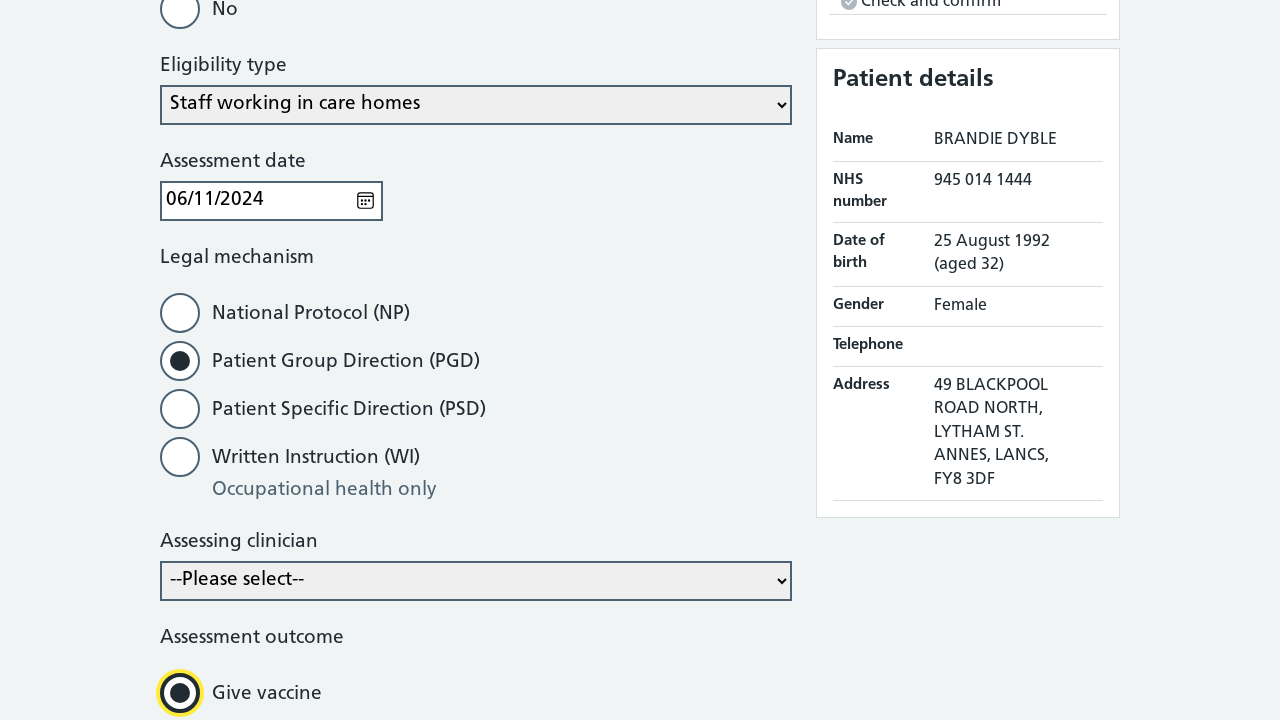 No
Eligibility type
Staff working in care homes
Assessment date
06/11/2024
Legal mechanism
National Protocol (NP)
Patient Group Direction (PGD)
Patient Specific Direction (PSD)
Written Instruction (WI)
Occupational health only
Assessing clinician
--Please select--
Assessment outcome
Give vaccine
Check and confirm
Patient details
Name BRANDIE DYBLE
NHS number 945 014 1444
Date of birth 25 August 1992 (aged 32)
Gender Female
Telephone
Address 49 BLACKPOOL
ROAD NORTH,
LYTHAM ST.
ANNES, LANCS,
FY8 3DF